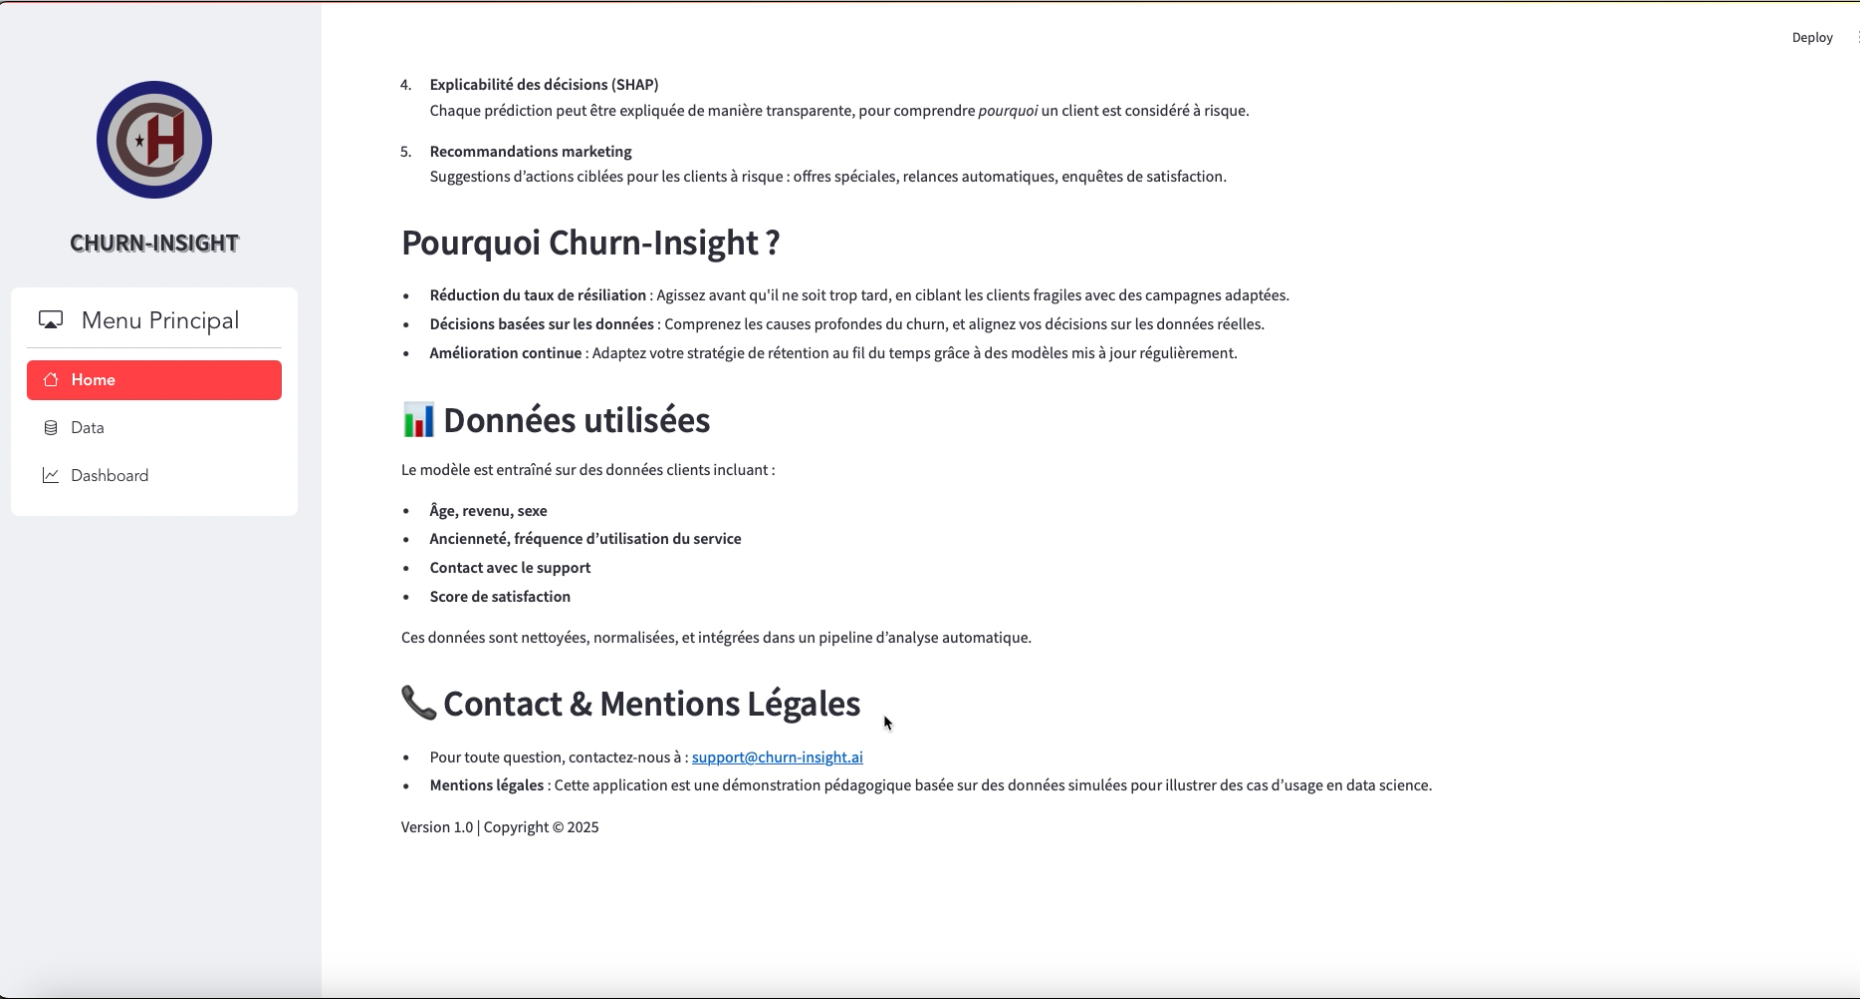 Deploy
CHURN-INSIGHT
Menu Principal
Home
Data
Dashboard
4. Explicabilité des décisions (SHAP)
Chaque prédiction peut être expliquée de manière transparente, pour comprendre pourquoi un client est considéré à risque.
5. Recommandations marketing
Suggestions d’actions ciblées pour les clients à risque : offres spéciales, relances automatiques, enquêtes de satisfaction.
Pourquoi Churn-Insight ?
• Réduction du taux de résiliation : Agissez avant qu'il ne soit trop tard, en ciblant les clients fragiles avec des campagnes adaptées.
• Décisions basées sur les données : Comprenez les causes profondes du churn, et alignez vos décisions sur les données réelles.
• Amélioration continue : Adaptez votre stratégie de rétention au fil du temps grâce à des modèles mis à jour régulièrement.
Données utilisées
Le modèle est entraîné sur des données clients incluant :
• Âge, revenu, sexe
• Ancienneté, fréquence d’utilisation du service
• Contact avec le support
• Score de satisfaction
Ces données sont nettoyées, normalisées, et intégrées dans un pipeline d’analyse automatique.
Contact & Mentions Légales
• Pour toute question, contactez-nous à : support@churn-insight.ai
• Mentions légales : Cette application est une démonstration pédagogique basée sur des données simulées pour illustrer des cas d’usage en data science.
Version 1.0 | Copyright © 2025